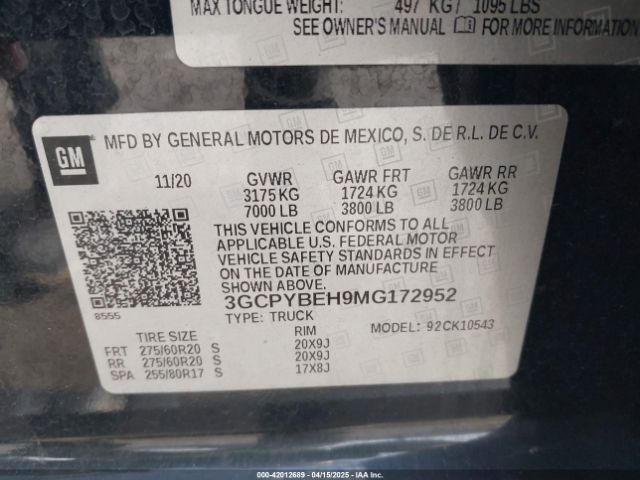 MAX TONGUE WEIGHT: 497 KG / 1095 LBS
SEE OWNER'S MANUAL FOR MORE INFORMATION
GM
MFD BY GENERAL MOTORS DE MEXICO, S. DE R.L. DE C.V.
11/20 GVWR GAWR FRT GAWR RR
3175 KG 1724 KG 1724 KG
7000 LB 3800 LB 3800 LB
THIS VEHICLE CONFORMS TO ALL
APPLICABLE U.S. FEDERAL MOTOR
VEHICLE SAFETY STANDARDS IN EFFECT
ON THE DATE OF MANUFACTURE
SHOWN ABOVE.
3GCPYBEH9MG172952
8555
TYPE: TRUCK MODEL: 92CK10543
TIRE SIZE RIM
FRT 275/60R20 S 20X9J
RR 275/60R20 S 20X9J
SPA 255/80R17 S 17X8J
000-42012689 | 04/15/2025 - IAAI.COM